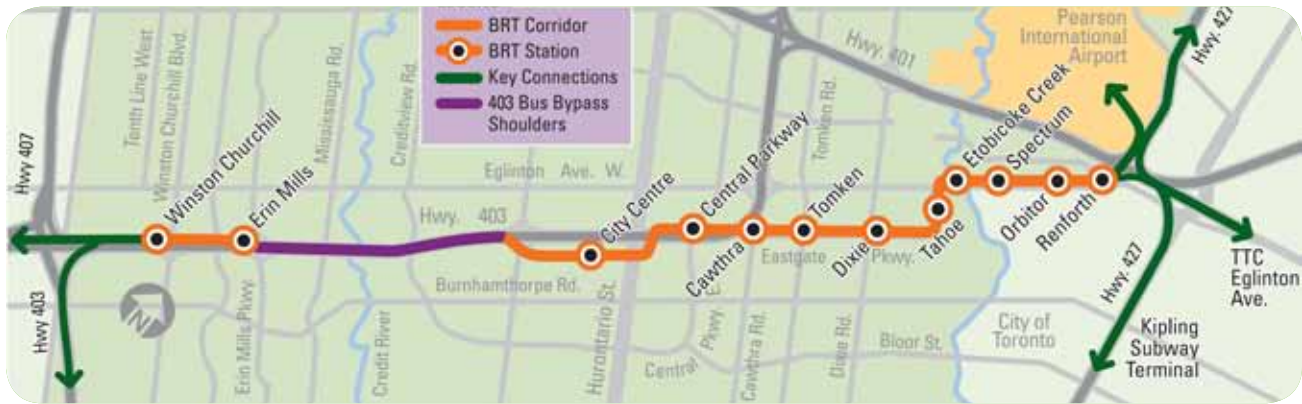 BRT Corridor
BRT Station
Key Connections
403 Bus Bypass
Shoulders
Hwy 407
Tenth Line West
Winston Churchill Blvd.
Mississauga Rd.
Creditview Rd.
Hwy. 401
Tomken Rd.
Pearson
International
Airport
Hwy. 427
Eglinton Ave. W.
Hwy. 403
Winston Churchill
Erin Mills
City Centre
Central Parkway
Cawthra
Tomken
Dixie
Tahoe
Etobicoke Creek
Spectrum
Orbitor
Renforth
Eastgate Pkwy.
Burnhamthorpe Rd.
Hwy 403
N
Erin Mills Pkwy.
Credit River
Hurontario St.
Central Pkwy. E.
Cawthra Rd.
Dixie Rd.
Bloor St.
City of
Toronto
Hwy. 427
Kipling
Subway
Terminal
TTC
Eglinton
Ave.